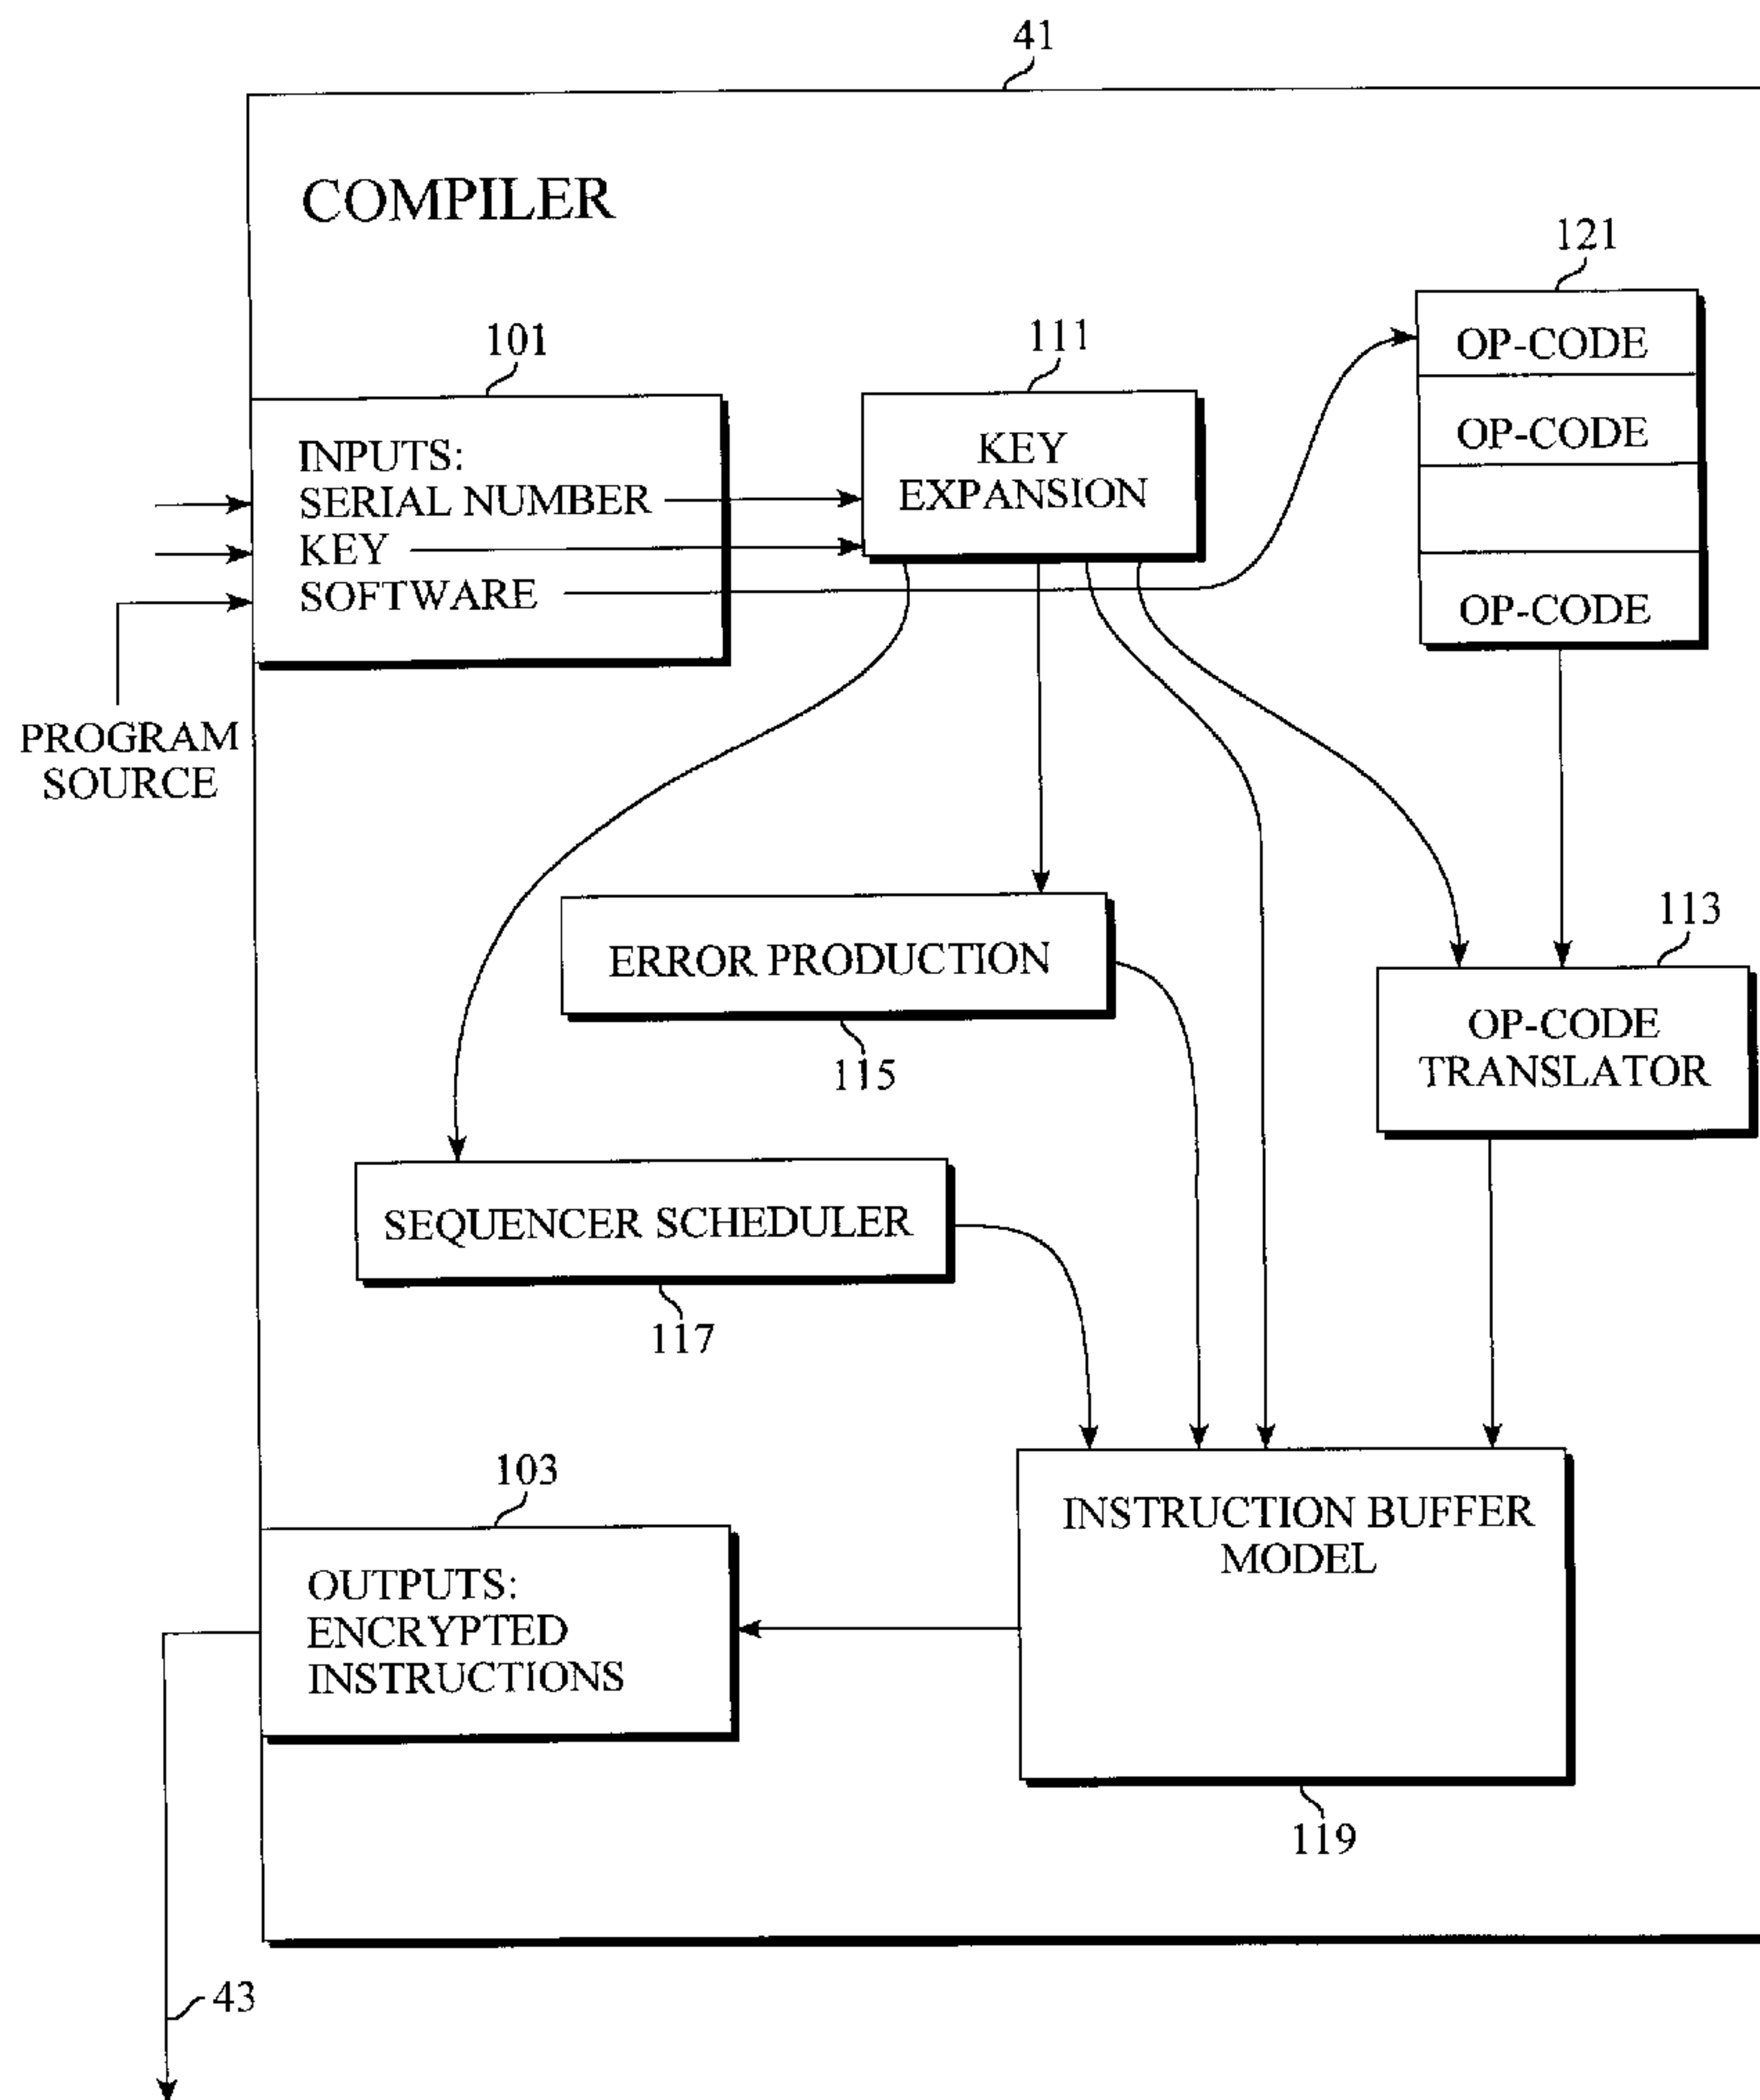 41
COMPILER
121
101
111
OP-CODE
OP-CODE
OP-CODE
INPUTS:
SERIAL NUMBER
KEY
SOFTWARE
KEY
EXPANSION
PROGRAM
SOURCE
113
ERROR PRODUCTION
115
OP-CODE
TRANSLATOR
SEQUENCER SCHEDULER
117
103
OUTPUTS:
ENCRYPTED
INSTRUCTIONS
INSTRUCTION BUFFER
MODEL
119
43